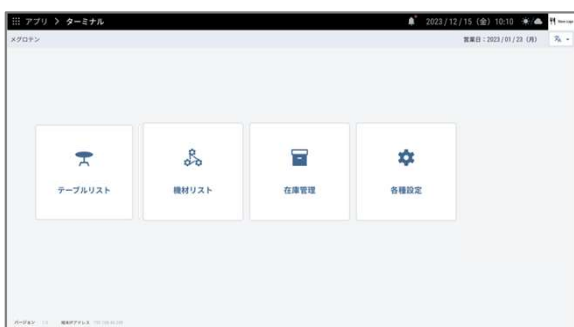 アプリ > ターミナル 2023/12/15 (金) 10:10
メグロテン 営業日：2023/01/23 (月)
テーブルリスト 機材リスト 在庫管理 各種設定
バージョン 端末IPアドレス